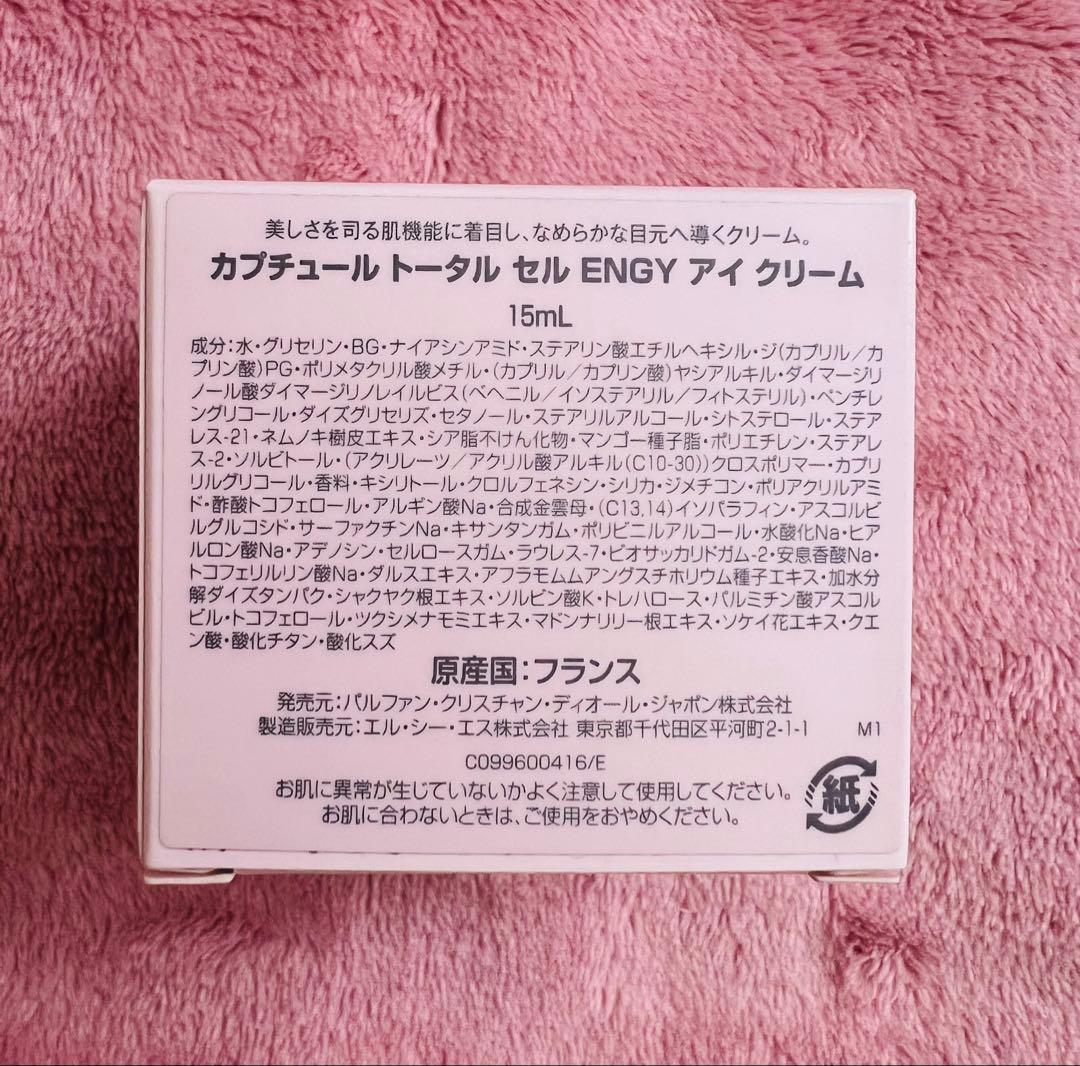 美しさを司る肌機能に着目し、なめらかな目元へ導くクリーム。
カプチュール トータル セル ENGY アイ クリーム
15mL
成分:水・グリセリン・BG・ナイアシンアミド・ステアリン酸エチルヘキシル・ジ(カプリル/カ
プリン酸)PG・ポリメタクリル酸メチル・(カプリル/カプリン酸)ヤシアルキル・ダイマージリ
ノール酸ダイマージリノレイルビス(ベヘニル/イソステアリル/フィトステリル)・ペンチレ
ングリコール・ダイズグリセリズ・セタノール・ステアリルアルコール・シトステロール・ステア
レス-21・ネムノキ樹皮エキス・シア脂不けん化物・マンゴー種子脂・ポリエチレン・ステアレ
ス-2・ソルビトール・(アクリレーツ/アクリル酸アルキル(C10-30))クロスポリマー・カプリ
リルグリコール・香料・キシリトール・クロルフェネシン・シリカ・ジメチコン・ポリアクリルアミ
ド・酢酸トコフェロール・アルギン酸Na・合成金雲母・(C13,14)イソパラフィン・アスコルビ
ルグルコシド・サーファクチンNa・キサンタンガム・ポリビニルアルコール・水酸化Na・ヒア
ルロン酸Na・アデノシン・セルロースガム・ラウレス-7・ビオサッカリドガム-2・安息香酸Na・
トコフェリルリン酸Na・ダルスエキス・アフラモムムアングスチホリウム種子エキス・加水分
解ダイズタンパク・シャクヤク根エキス・ソルビン酸K・トレハロース・パルミチン酸アスコル
ビル・トコフェロール・ツクシメナモミエキス・マドンナリリー根エキス・ソケイ花エキス・クエ
ン酸・酸化チタン・酸化スズ
原産国:フランス
発売元:パルファン・クリスチャン・ディオール・ジャポン株式会社
製造販売元:エル・シー・エス株式会社 東京都千代田区平河町2-1-1 M1
C099600416/E
お肌に異常が生じていないかよく注意して使用してください。
お肌に合わないときは、ご使用をおやめください。
紙